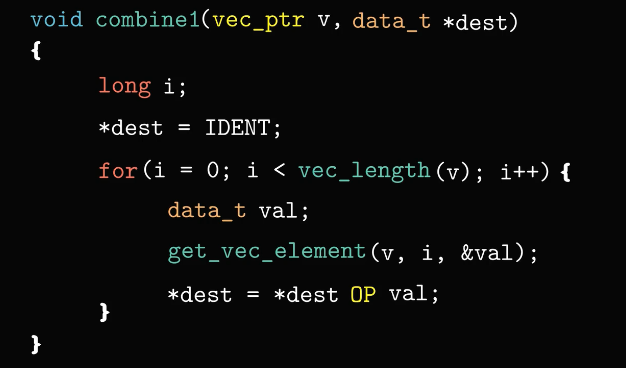 void combine1(vec_ptr v, data_t *dest)
{
long i;
*dest = IDENT;
for(i = 0; i < vec_length(v); i++) {
data_t val;
get_vec_element(v, i, &val);
*dest = *dest OP val;
}
}